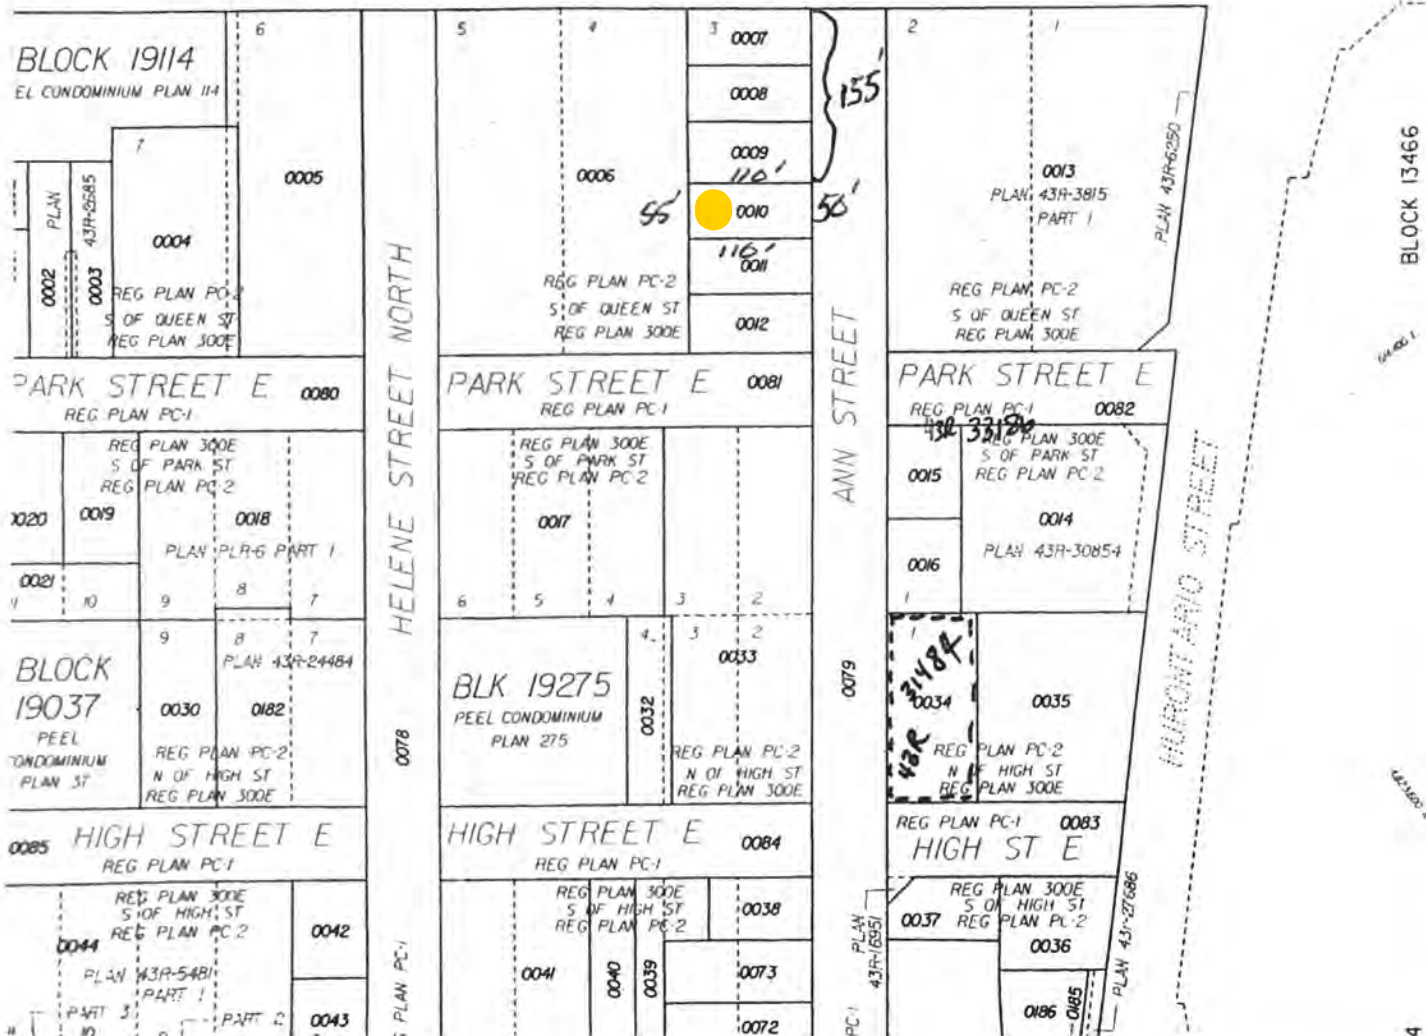 BLOCK 19114
EL CONDOMINIUM PLAN 114
6
5
4
3
0007
0008
0009
110'
155'
2
1
7
PLAN
43R-2685
0002
0003
0004
0005
REG PLAN PC-2
S OF QUEEN ST
REG PLAN 300E
0006
55'
0010
50'
110'
0011
0012
REG PLAN PC-2
S OF QUEEN ST
REG PLAN 300E
0013
PLAN 43R-3815
PART 1
PLAN 43R-6250
REG PLAN PC-2
S OF QUEEN ST
REG PLAN 300E
BLOCK 13466
HELENE STREET NORTH
ANN STREET
PARK STREET E 0080
REG PLAN PC-1
PARK STREET E 0081
REG PLAN PC-1
PARK STREET E
REG PLAN PC-1 0082
43R 33186
REG PLAN 300E
S OF PARK ST
REG PLAN PC-2
0020
0019
0018
PLAN PLR-6 PART 1
0021
10
9
8
7
REG PLAN 300E
S OF PARK ST
REG PLAN PC-2
0017
6
5
4
3
2
REG PLAN 300E
S OF PARK ST
REG PLAN PC-2
0015
0014
PLAN 43R-30854
0016
1
HURONTARIO STREET
BLOCK
19037
PEEL
ONDOMINIUM
PLAN 37
9
8
7
PLAN 43R-24484
0030
0182
REG PLAN PC-2
N OF HIGH ST
REG PLAN 300E
0078
BLK 19275
PEEL CONDOMINIUM
PLAN 275
4
3
2
0032
0033
REG PLAN PC-2
N OF HIGH ST
REG PLAN 300E
0079
1
43R 31484
0034
0035
REG PLAN PC-2
N OF HIGH ST
REG PLAN 300E
0085 HIGH STREET E
REG PLAN PC-1
HIGH STREET E 0084
REG PLAN PC-1
REG PLAN PC-1 0083
HIGH ST E
REG PLAN 300E
S OF HIGH ST
REG PLAN PC-2
0044
PLAN 43R-5481
PART 1
PART 3
10
PART 2
0042
0043
PLAN PC-1
REG PLAN 300E
S OF HIGH ST
REG PLAN PC-2
0041
0040
0039
0038
0073
0072
PLAN
43R-16951
PC-1
REG PLAN 300E
S OF HIGH ST
REG PLAN PC-2
0037
0036
0186
0185
PLAN 43R-27686